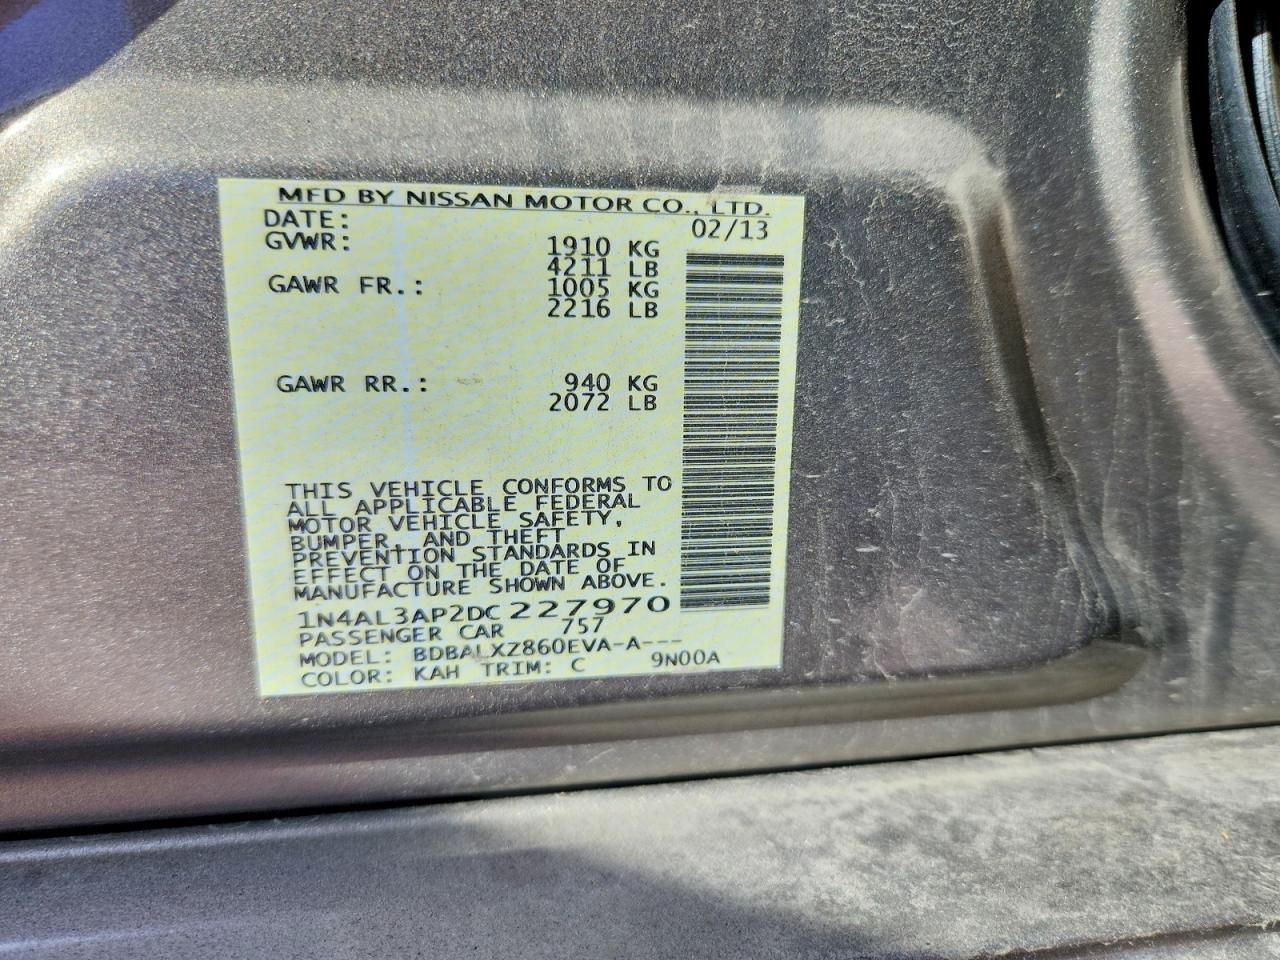 MFD BY NISSAN MOTOR CO., LTD.
DATE: 02/13
GVWR: 1910 KG
4211 LB
GAWR FR.: 1005 KG
2216 LB
GAWR RR.: 940 KG
2072 LB
THIS VEHICLE CONFORMS TO
ALL APPLICABLE FEDERAL
MOTOR VEHICLE SAFETY,
BUMPER, AND THEFT
PREVENTION STANDARDS IN
EFFECT ON THE DATE OF
MANUFACTURE SHOWN ABOVE.
1N4AL3AP2DC227970
PASSENGER CAR 757
MODEL: BDBALXZ860EVA-A---
COLOR: KAH TRIM: C 9N00A